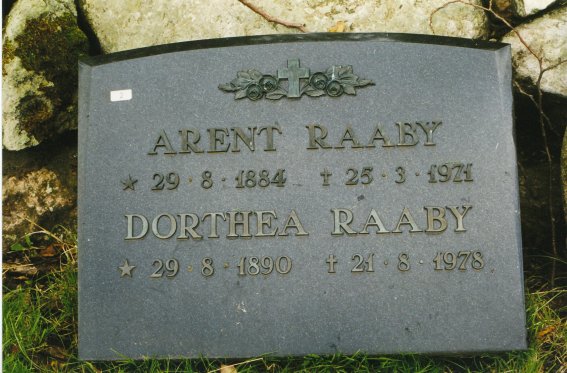 ARENT RAABY
★ 29 · 8 · 1884 † 25 · 3 · 1971
DORTHEA RAABY
★ 29 · 8 · 1890 † 21 · 8 · 1978